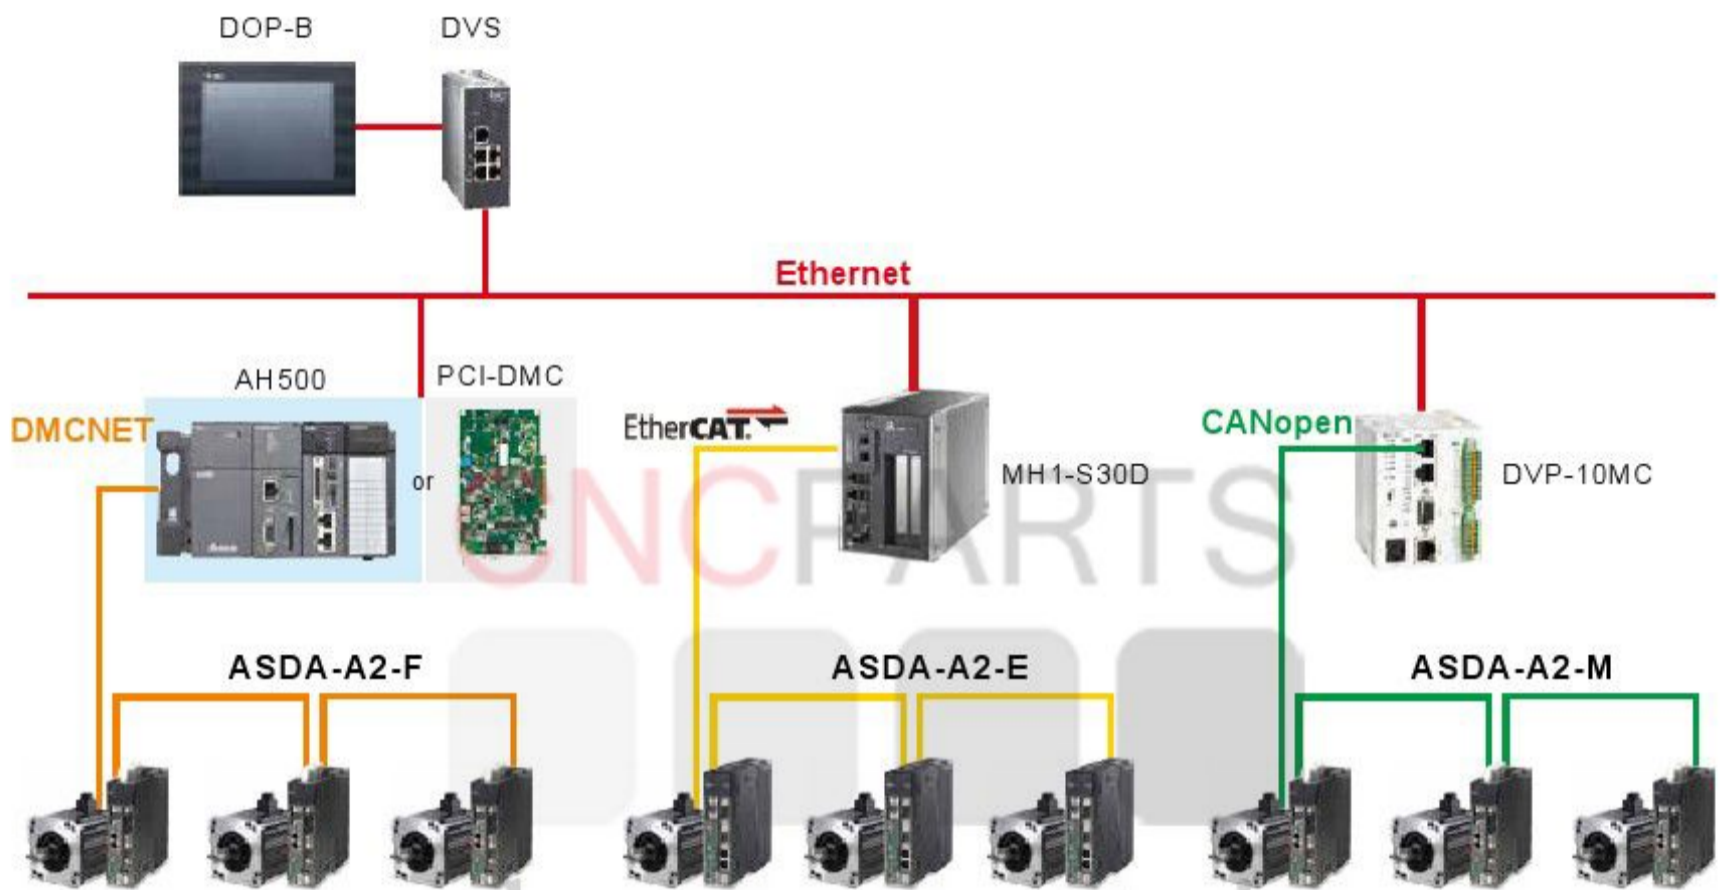 DOP-B
DVS
Ethernet
AH500
PCI-DMC
DMCNET
or
EtherCAT.
MH1-S30D
CANopen
DVP-10MC
CNCPARTS
ASDA-A2-F
ASDA-A2-E
ASDA-A2-M